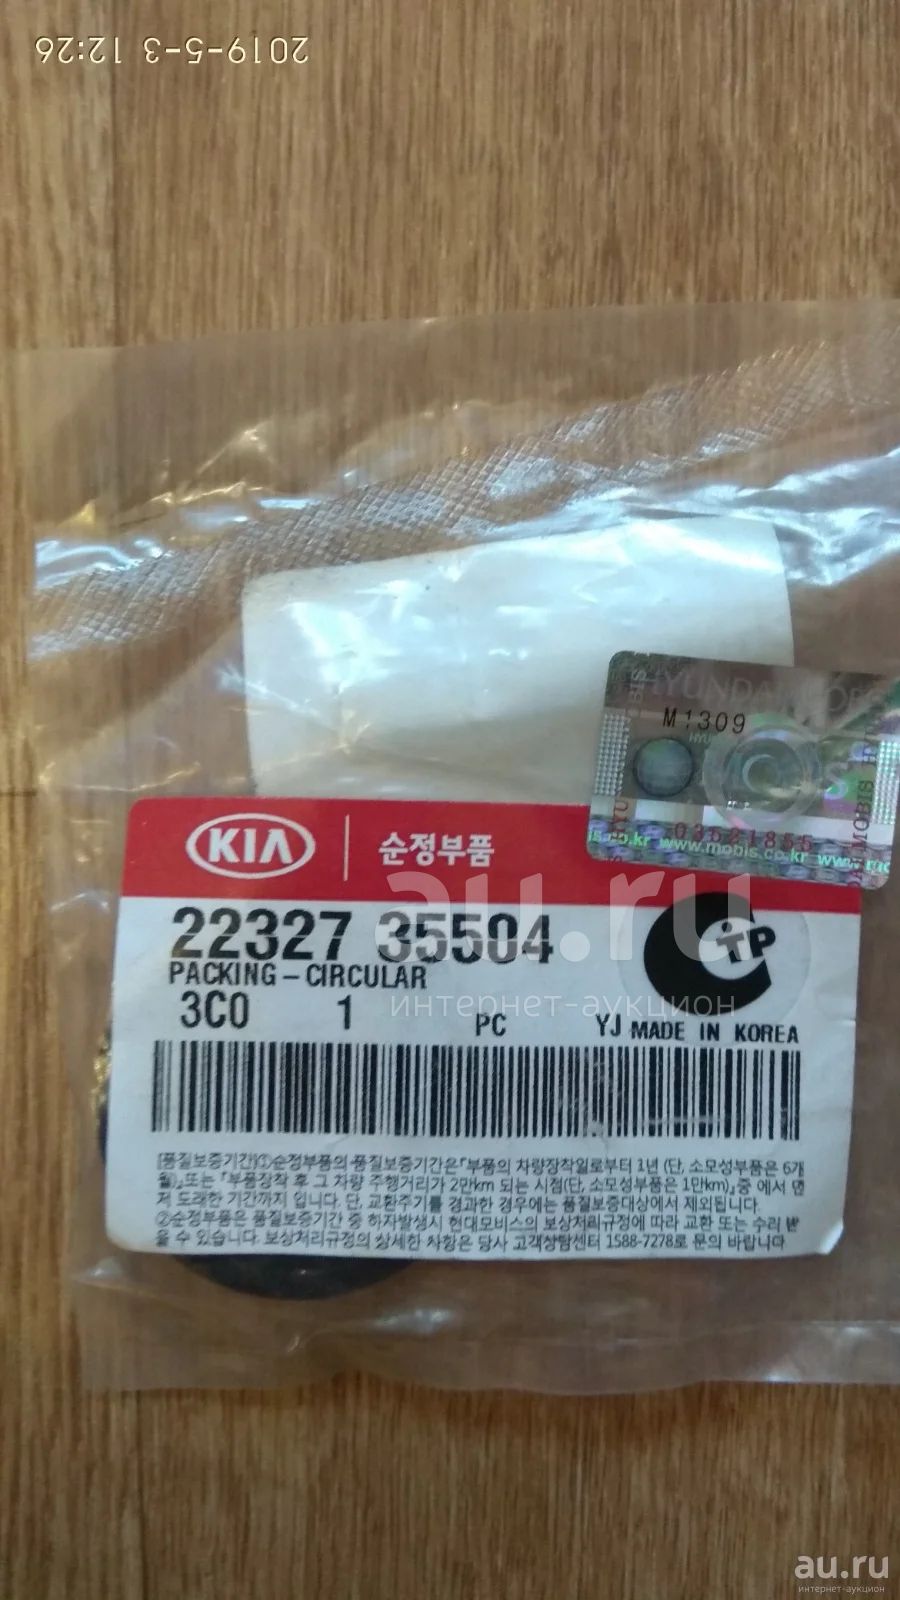 2019-5-3 12:26
HYUNDAI MOBIS
M1309
03521855
www.mobis.co.kr
KIA 순정부품
22327 35504
PACKING-CIRCULAR
3C0 1 PC YJ MADE IN KOREA
СТР
[품질보증기간]①순정부품의 품질보증기간은「부품의 차량장착일로부터 1년 (단, 소모성부품은 6개
월)」또는 「부품장착 후 그 차량 주행거리가 2만km 되는 시점(단, 소모성부품은 1만km)」중 에서 먼
저 도래한 기간까지 입니다. 단, 교환주기를 경과한 경우에는 품질보증대상에서 제외됩니다.
②순정부품은 품질보증기간 중 하자발생시 현대모비스의 보상처리규정에 따라 교환 또는 수리 받
을 수 있습니다. 보상처리규정의 상세한 사항은 당사 고객상담센터 1588-7278로 문의 바랍니다
au.ru
интернет-аукцион
au.ru
интернет-аукцион